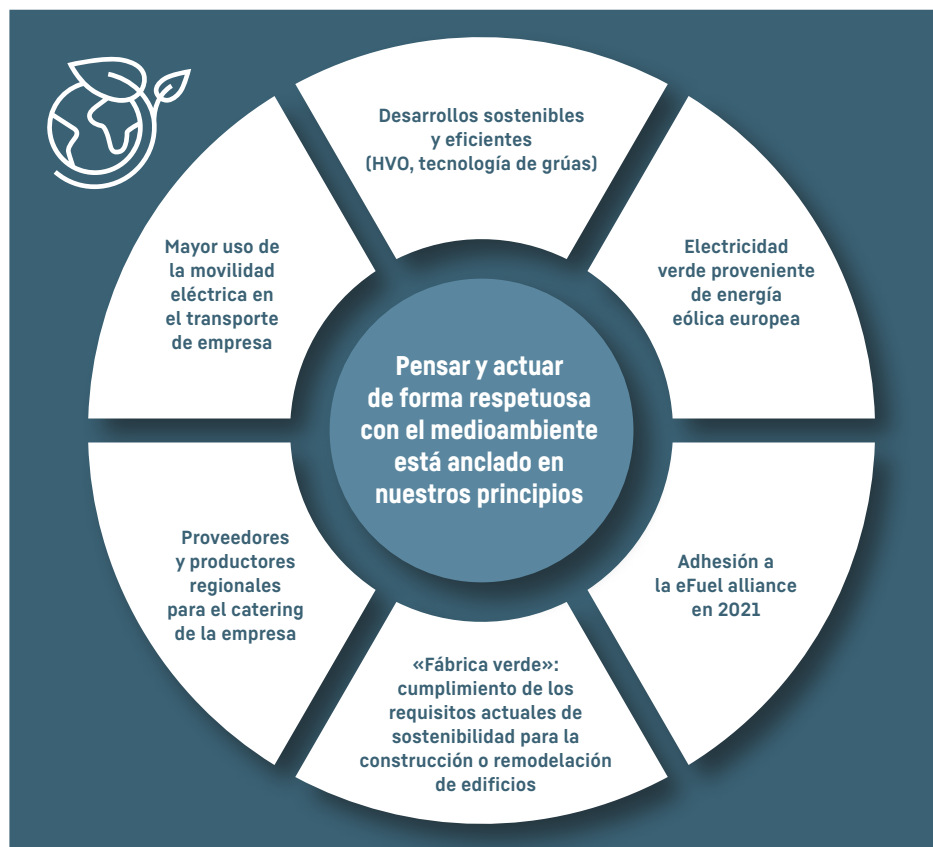 Desarrollos sostenibles
y eficientes
(HVO, tecnología de grúas)
Electricidad
verde proveniente
de energía
eólica europea
Adhesión a
la eFuel alliance
en 2021
«Fábrica verde»:
cumplimiento de los
requisitos actuales de
sostenibilidad para la
construcción o remodelación
de edificios
Proveedores
y productores
regionales
para el catering
de la empresa
Mayor uso de
la movilidad
eléctrica en
el transporte
de empresa
Pensar y actuar
de forma respetuosa
con el medioambiente
está anclado en
nuestros principios